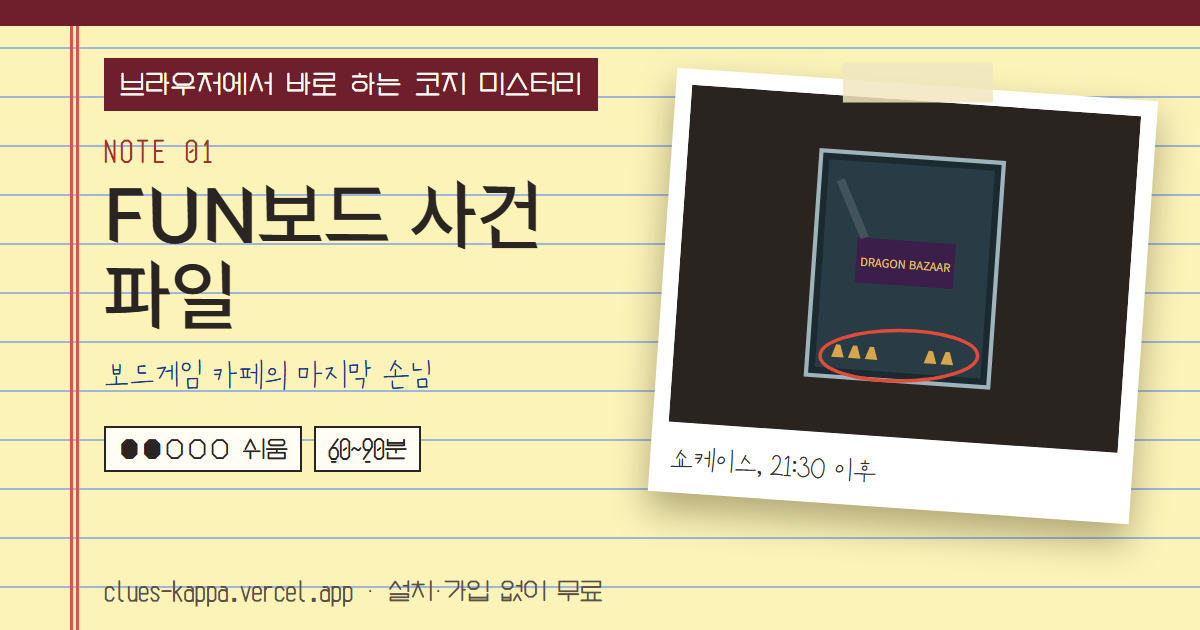 브라우저에서 바로 하는 코지 미스터리
NOTE 01
FUN보드 사건
파일
보드게임 카페의 마지막 손님
●●○○○ 쉬움
60~90분
DRAGON BAZAAR
쇼케이스, 21:30 이후
clues-kappa.vercel.app · 설치·가입 없이 무료